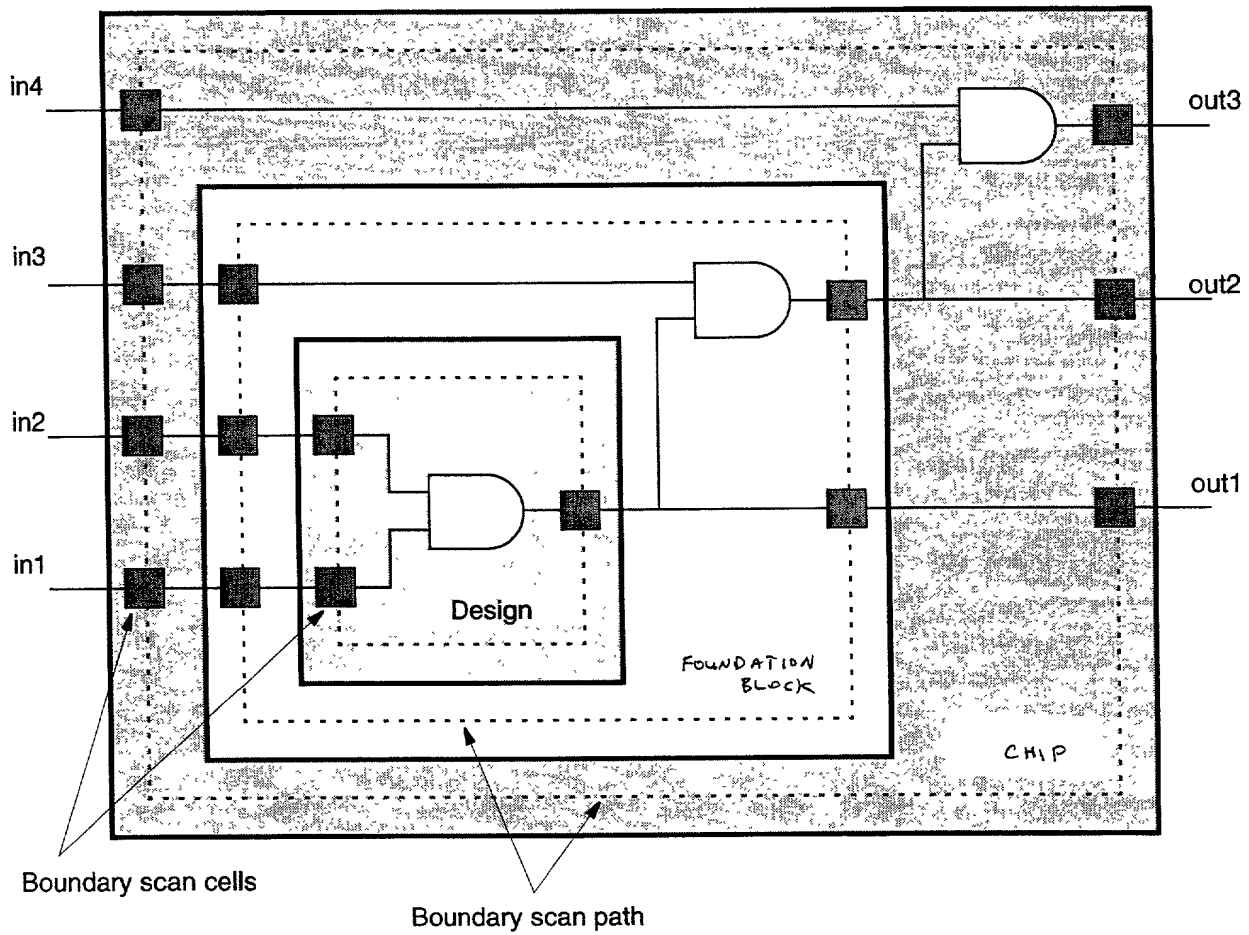 in4
out3
in3
out2
in2
out1
in1
Design
FOUNDATION
BLOCK
CHIP
Boundary scan cells
Boundary scan path